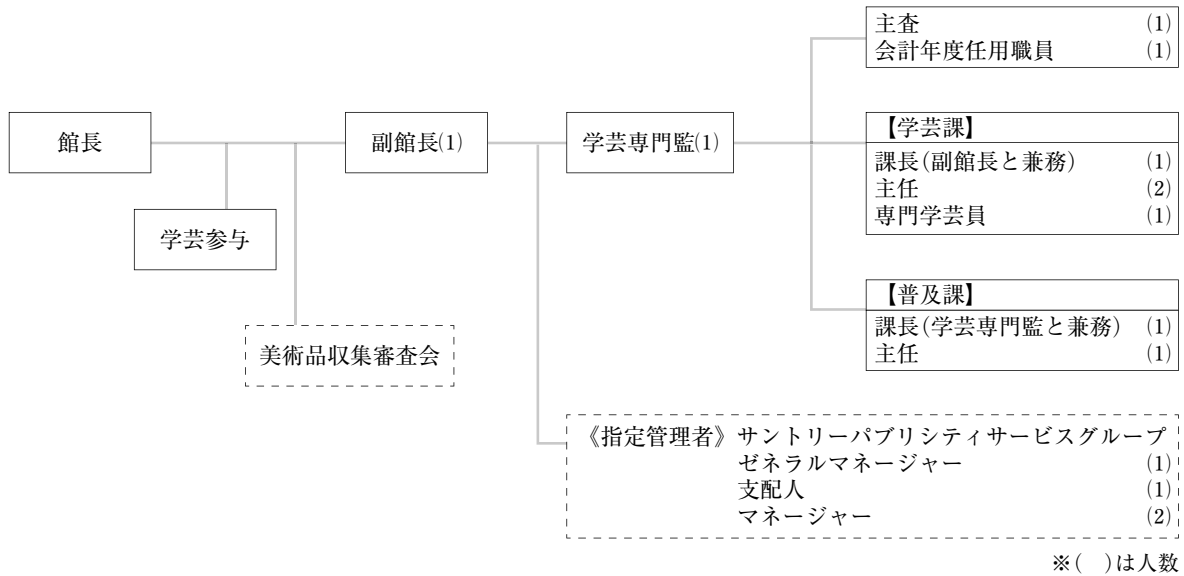 館長
学芸参与
美術品収集審査会
副館長(1)
学芸専門監(1)
主査 (1)
会計年度任用職員 (1)
【学芸課】
課長(副館長と兼務) (1)
主任 (2)
専門学芸員 (1)
【普及課】
課長(学芸専門監と兼務) (1)
主任 (1)
《指定管理者》サントリーパブリシティサービスグループ
ゼネラルマネージャー (1)
支配人 (1)
マネージャー (2)
※( )は人数